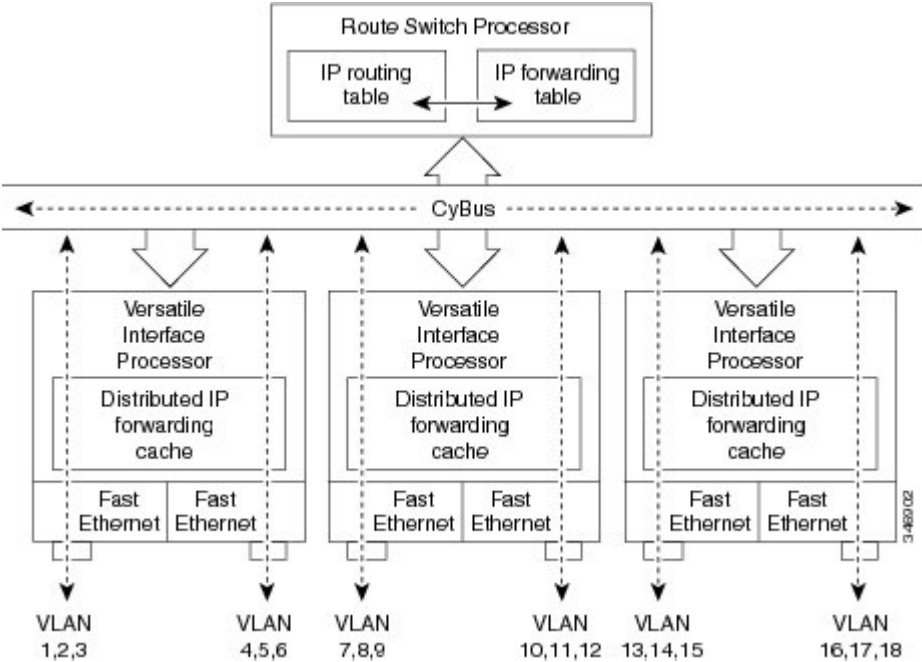 Route Switch Processor
IP routing
table
IP forwarding
table
CyBus
Versatile
Interface
Processor
Distributed IP
forwarding
cache
Fast
Ethernet
Fast
Ethernet
Versatile
Interface
Processor
Distributed IP
forwarding
cache
Fast
Ethernet
Fast
Ethernet
Versatile
Interface
Processor
Distributed IP
forwarding
cache
Fast
Ethernet
Fast
Ethernet
346902
VLAN
1,2,3
VLAN
4,5,6
VLAN
7,8,9
VLAN
10,11,12
VLAN
13,14,15
VLAN
16,17,18